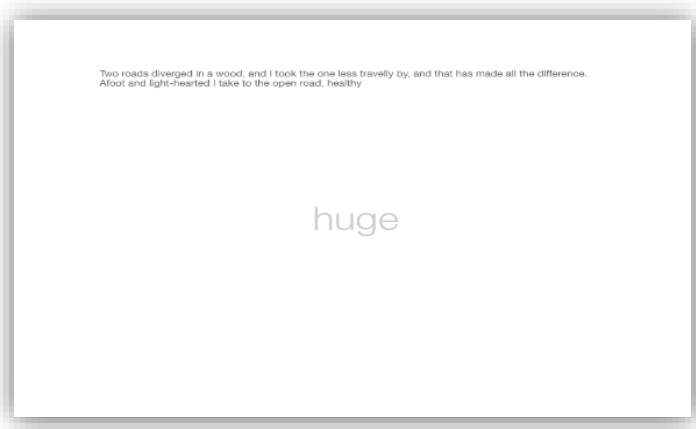 Two roads diverged in a wood, and I took the one less travelly by, and that has made all the difference.
Afoot and light-hearted I take to the open road, healthy
huge